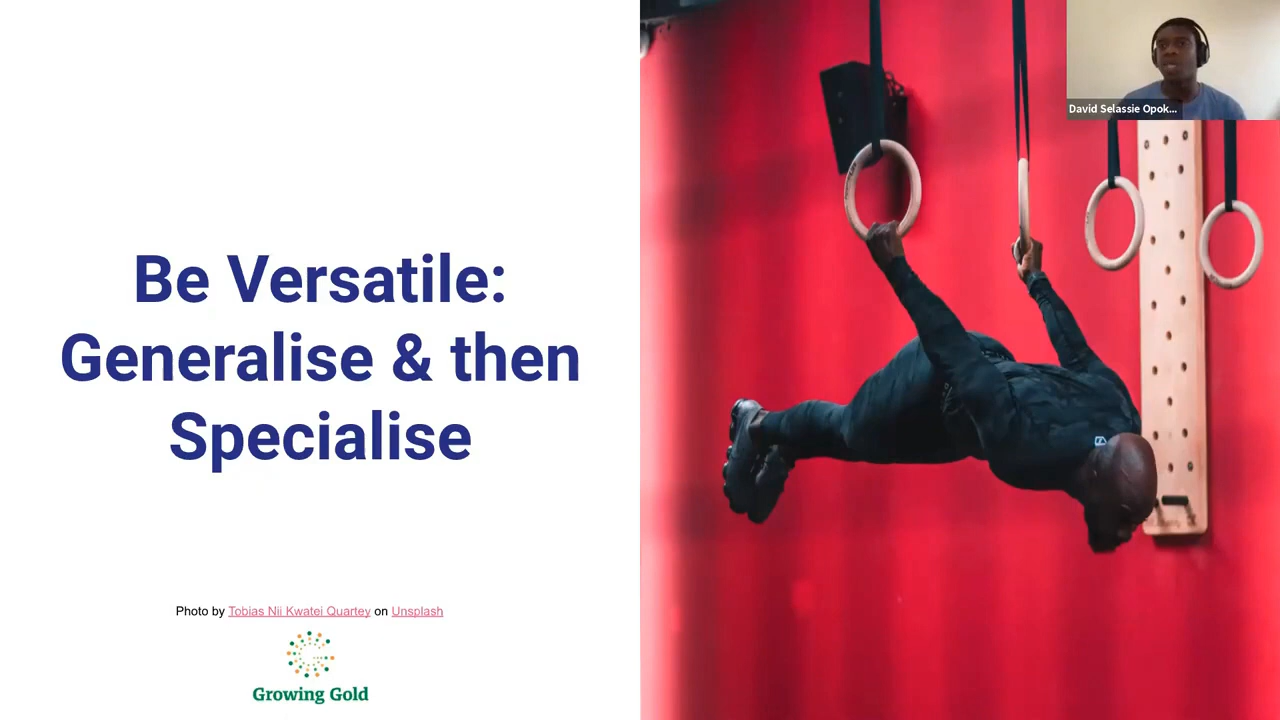 Be Versatile:
Generalise & then
Specialise
Photo by Tobias Nii Kwatei Quartey on Unsplash
Growing Gold
David Selassie Opok...